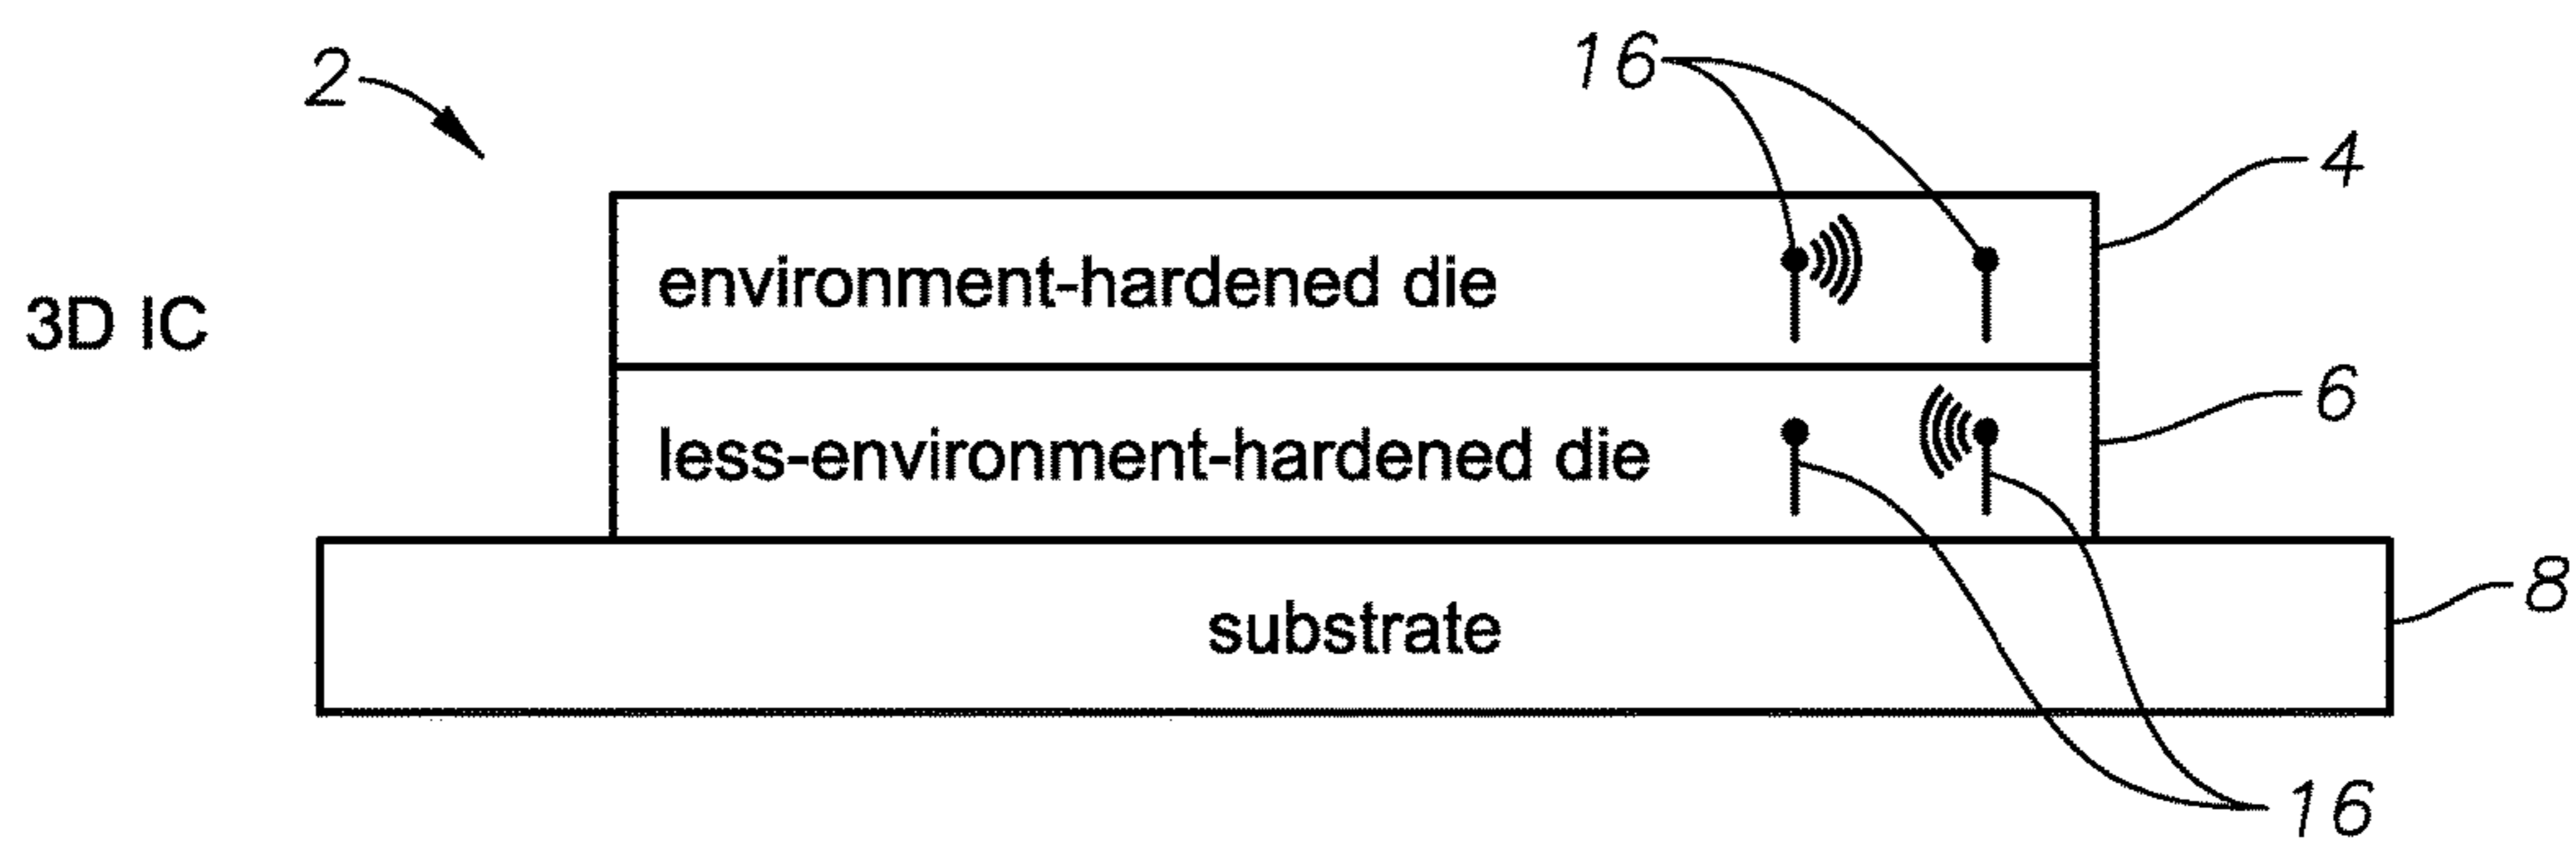 2
16
4
environment-hardened die
3D IC
6
less-environment-hardened die
8
substrate
16